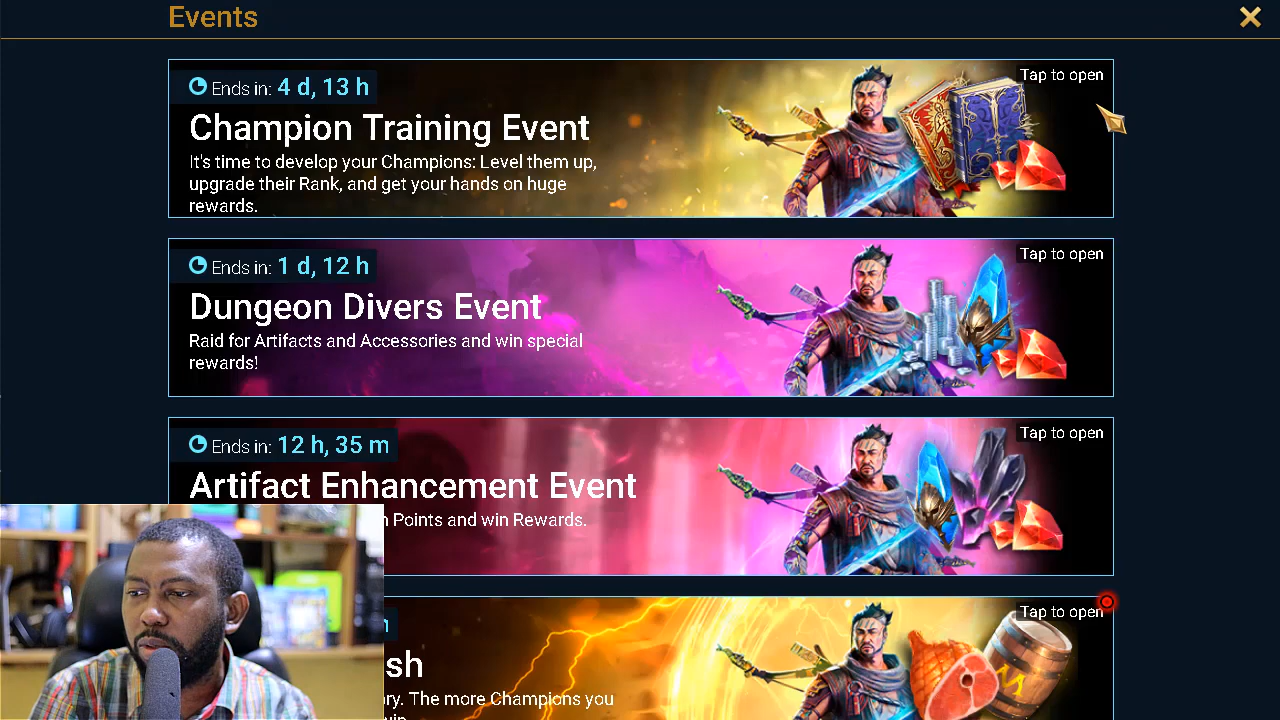 Events
Ends in: 4 d, 13 h
Tap to open
Champion Training Event
It's time to develop your Champions: Level them up,
upgrade their Rank, and get your hands on huge
rewards.
Ends in: 1 d, 12 h
Tap to open
Dungeon Divers Event
Raid for Artifacts and Accessories and win special
rewards!
Ends in: 12 h, 35 m
Tap to open
Artifact Enhancement Event
Points and win Rewards.
Tap to open
sh
ry. The more Champions you